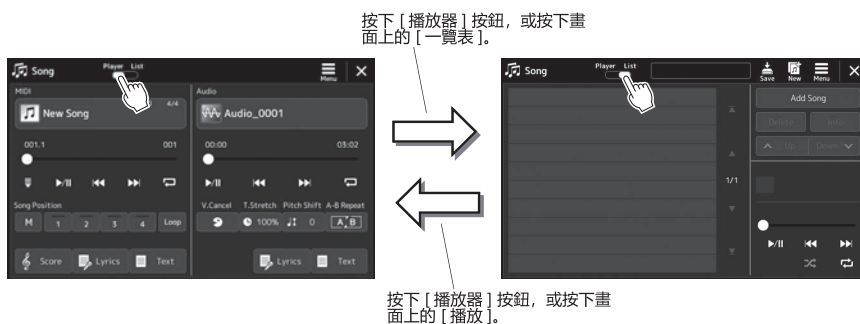 按下 [ 播放器 ] 按鈕，或按下畫
面上的 [ 一覽表 ]。
Song
Player List
Menu
MIDI
New Song
4/4
001.1
001
Song Position
M 1 2 3 4 Loop
Score Lyrics Text
Audio
Audio_0001
00:00
03:02
V.Cancel T.Stretch Pitch Shift A-B Repeat
100% 0 A B
Lyrics Text
Song
Player List
Save New Menu
Add Song
Delete Info
Up Down
1/1
按下 [ 播放器 ] 按鈕，或按下畫
面上的 [ 播放 ]。